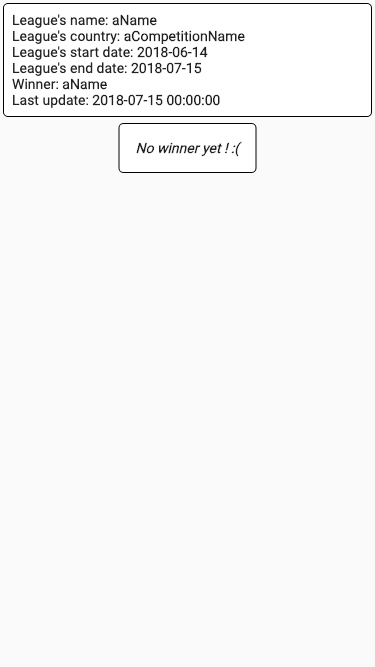 League's name: aName
League's country: aCompetitionName
League's start date: 2018-06-14
League's end date: 2018-07-15
Winner: aName
Last update: 2018-07-15 00:00:00
No winner yet ! :(